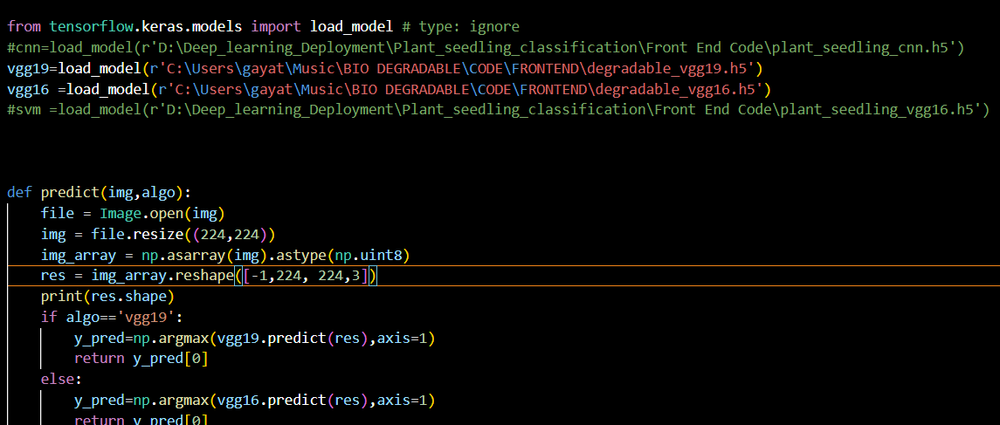 from tensorflow.keras.models import load_model # type: ignore
#cnn=load_model(r'D:\Deep_learning_Deployment\Plant_seedling_classification\Front End Code\plant_seedling_cnn.h5')
vgg19=load_model(r'C:\Users\gayat\Music\BIO DEGRADABLE\CODE\FRONTEND\degradable_vgg19.h5')
vgg16 =load_model(r'C:\Users\gayat\Music\BIO DEGRADABLE\CODE\FRONTEND\degradable_vgg16.h5')
#svm =load_model(r'D:\Deep_learning_Deployment\Plant_seedling_classification\Front End Code\plant_seedling_vgg16.h5')
def predict(img,algo):
    file = Image.open(img)
    img = file.resize((224,224))
    img_array = np.asarray(img).astype(np.uint8)
    res = img_array.reshape([-1,224, 224,3])
    print(res.shape)
    if algo=='vgg19':
        y_pred=np.argmax(vgg19.predict(res),axis=1)
        return y_pred[0]
    else:
        y_pred=np.argmax(vgg16.predict(res),axis=1)
        return y_pred[0]